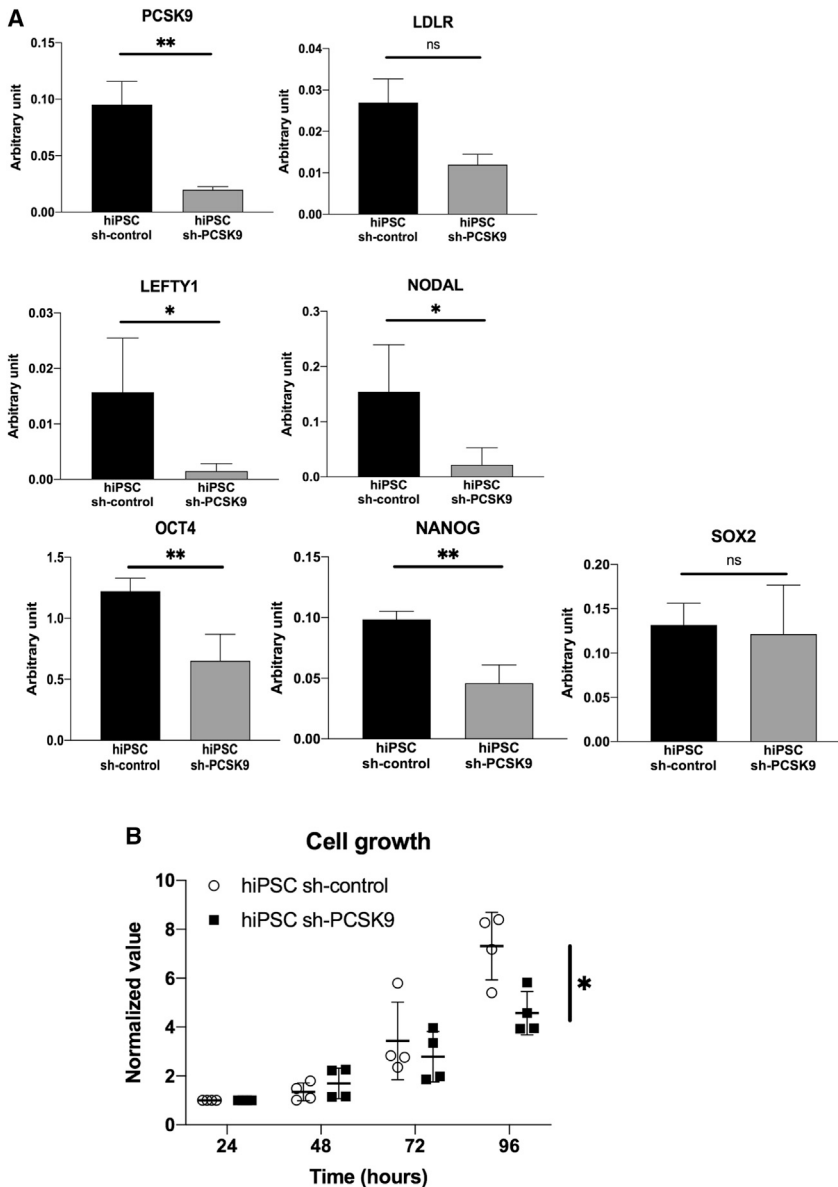 A
PCSK9
**
Arbitrary unit
0.15
0.10
0.05
0.00
hiPSC
sh-control
hiPSC
sh-PCSK9
LDLR
ns
Arbitrary unit
0.04
0.03
0.01
0.00
hiPSC
sh-control
hiPSC
sh-PCSK9
LEFTY1
*
Arbitrary unit
0.03
0.02
0.01
0.00
hiPSC
sh-control
hiPSC
sh-PCSK9
NODAL
*
Arbitrary unit
0.3
0.2
0.1
0.0
hiPSC
sh-control
hiPSC
sh-PCSK9
OCT4
**
Arbitrary unit
1.5
1.0
0.5
0.0
hiPSC
sh-control
hiPSC
sh-PCSK9
NANOG
**
Arbitrary unit
0.15
0.10
0.05
0.00
hiPSC
sh-control
hiPSC
sh-PCSK9
SOX2
ns
Arbitrary unit
0.20
0.15
0.10
0.05
0.00
hiPSC
sh-control
hiPSC
sh-PCSK9
B
Cell growth
hiPSC sh-control
hiPSC sh-PCSK9
Normalized value
10
8
6
4
2
0
*
24
48
72
96
Time (hours)